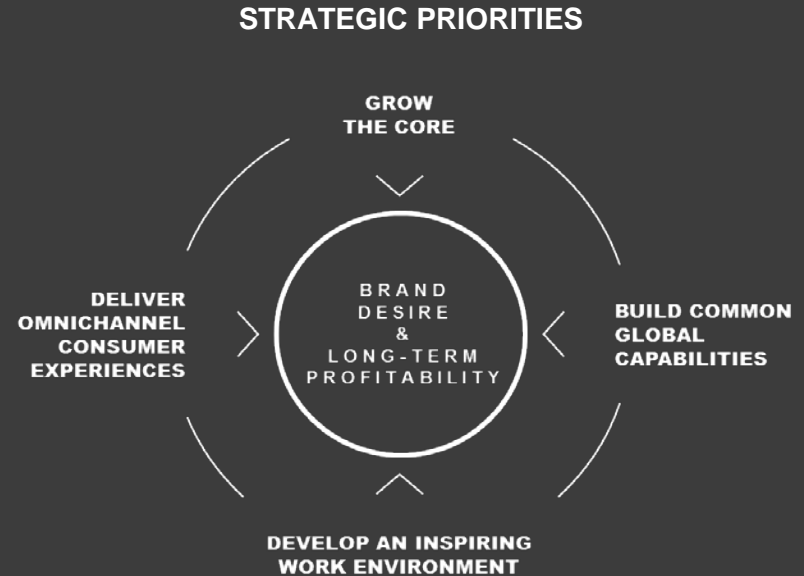 STRATEGIC PRIORITIES
GROW
THE CORE
DELIVER
OMNICHANNEL
CONSUMER
EXPERIENCES
BRAND
DESIRE
&
LONG-TERM
PROFITABILITY
BUILD COMMON
GLOBAL
CAPABILITIES
DEVELOP AN INSPIRING
WORK ENVIRONMENT